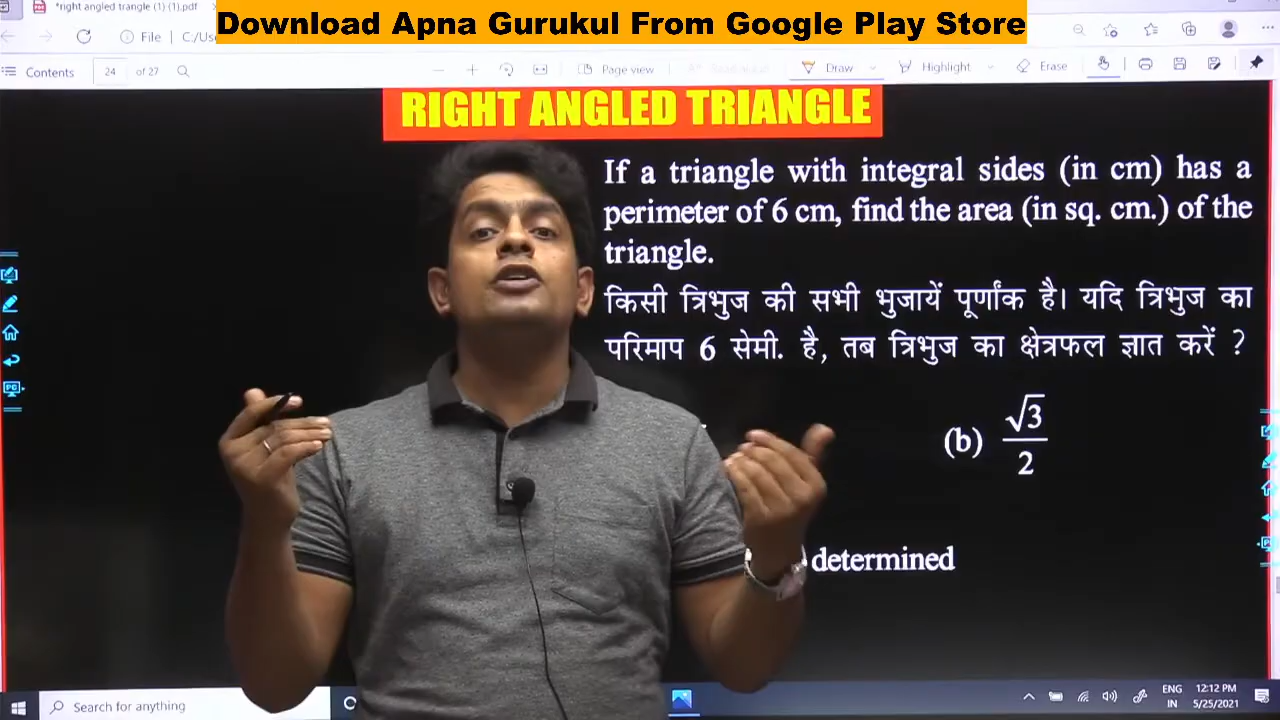 *right angled trangle (1) (1).pdf
Download Apna Gurukul From Google Play Store
File
Contents
24
of 27
Page view
Draw
Highlight
Erase
RIGHT ANGLED TRIANGLE
If a triangle with integral sides (in cm) has a
perimeter of 6 cm, find the area (in sq. cm.) of the
triangle.
किसी त्रिभुज की सभी भुजायें पूर्णांक है। यदि त्रिभुज का
परिमाप 6 सेमी. है, तब त्रिभुज का क्षेत्रफल ज्ञात करें ?
(b) √3/2
determined
Search for anything
ENG
IN
12:12 PM
5/25/2021